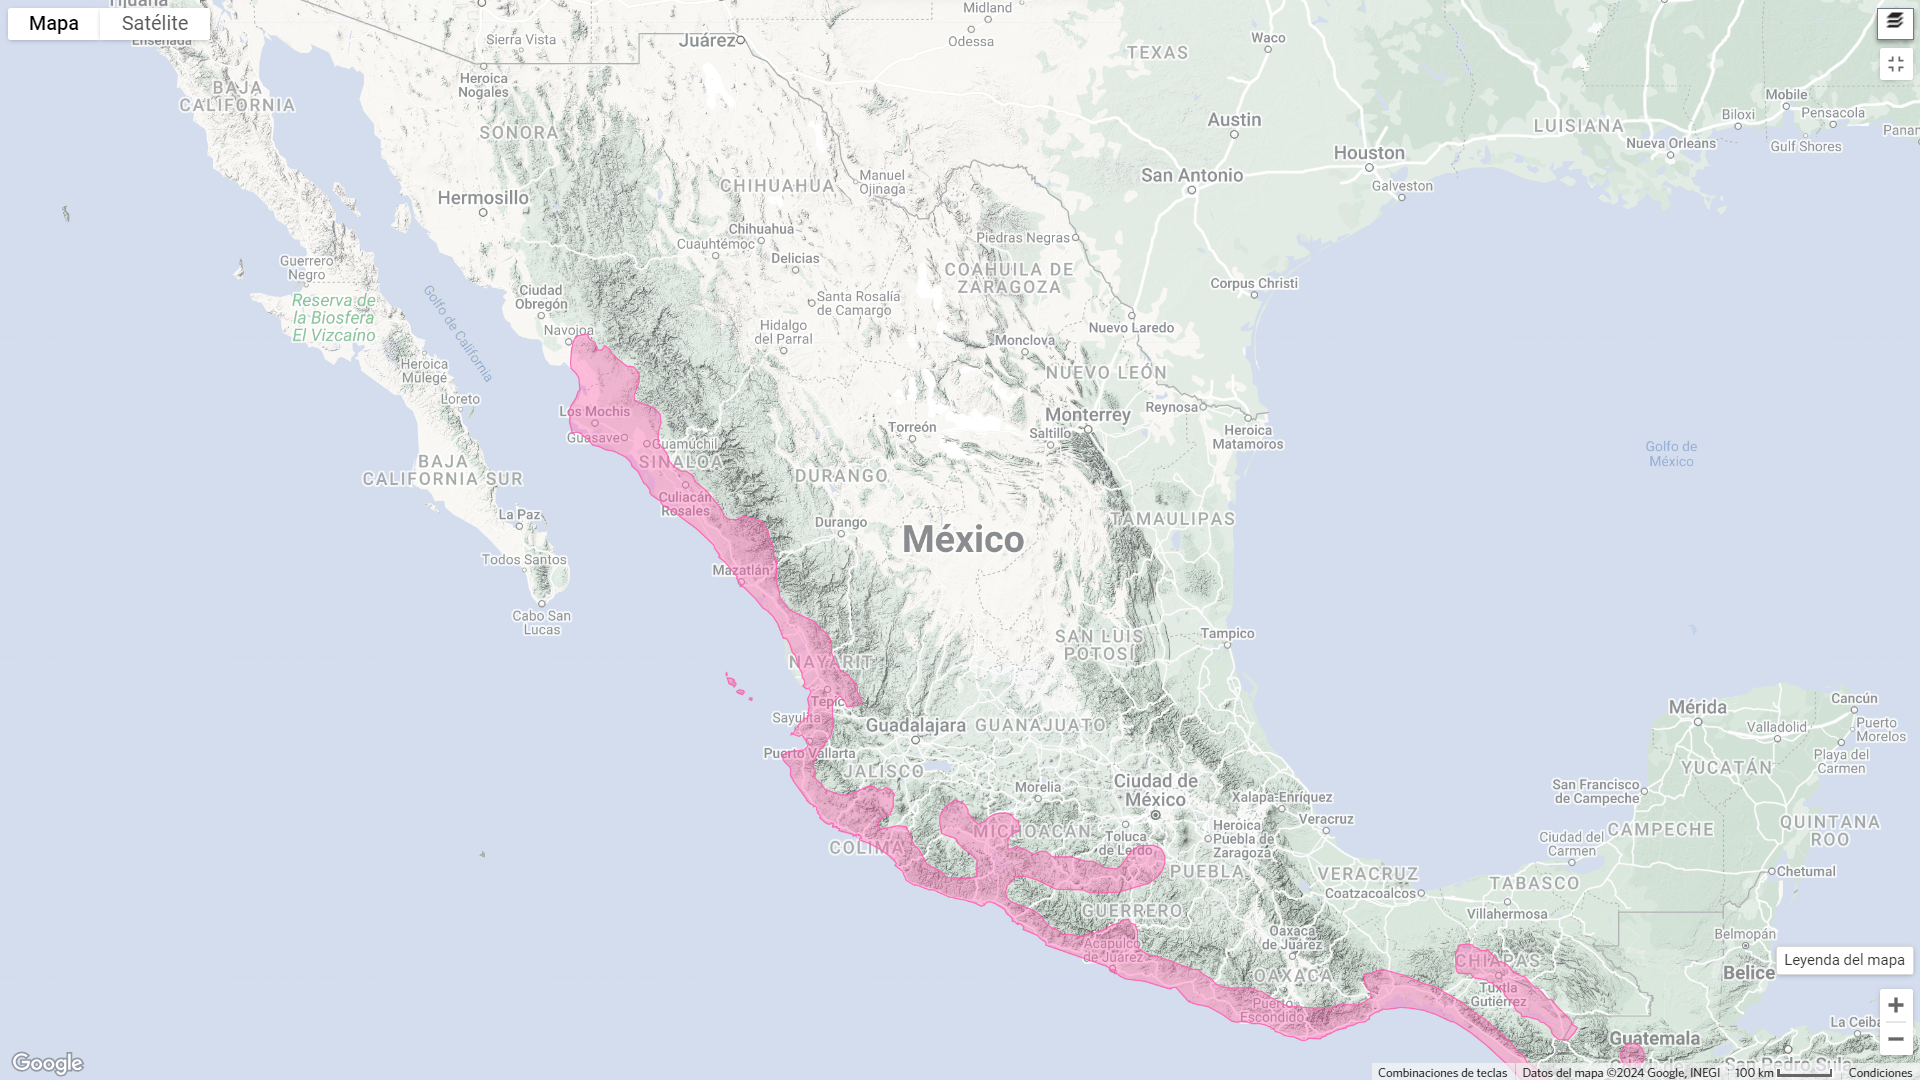 Mapa
Satélite
Tijuana
Ensenada
Sierra Vista
Juárez
Midland
Odessa
TEXAS
Waco
BAJA
CALIFORNIA
Heroica
Nogales
SONORA
Austin
LUISIANA
Biloxi
Mobile
Pensacola
Gulf Shores
Nueva Orleans
Houston
San Antonio
Galveston
Hermosillo
CHIHUAHUA
Manuel
Ojinaga
Chihuahua
Cuauhtémoc
Delicias
Piedras Negras
Guerrero
Negro
Reserva de
la Biosfera
El Vizcaíno
Golfo de California
Ciudad
Obregón
Navojoa
Santa Rosalía
de Camargo
COAHUILA DE
ZARAGOZA
Corpus Christi
Hidalgo
del Parral
Monclova
Nuevo Laredo
Heroica
Mulegé
Loreto
NUEVO LEÓN
Los Mochis
Guasave
Guamúchil
SINALOA
Torreón
Saltillo
Monterrey
Reynosa
Heroica
Matamoros
Golfo de
México
BAJA
CALIFORNIA SUR
DURANGO
Culiacán
Rosales
La Paz
Durango
México
TAMAULIPAS
Todos Santos
Mazatlán
Cabo San
Lucas
NAYARIT
SAN LUIS
POTOSÍ
Tampico
Tepic
Sayulita
Guadalajara
GUANAJUATO
Puerto Vallarta
JALISCO
Morelia
Ciudad de
México
Xalapa-Enríquez
Veracruz
Mérida
Cancún
Valladolid
Puerto
Morelos
Playa del
Carmen
YUCATÁN
San Francisco
de Campeche
CAMPECHE
QUINTANA
ROO
Ciudad del
Carmen
COLIMA
MICHOACÁN
Toluca
de Lerdo
Heroica
Puebla de
Zaragoza
PUEBLA
VERACRUZ
Coatzacoalcos
TABASCO
Villahermosa
Chetumal
GUERRERO
Acapulco
de Juárez
Oaxaca
de Juárez
OAXACA
Puerto
Escondido
CHIAPAS
Tuxtla
Gutiérrez
Belmopán
Belice
Leyenda del mapa
Guatemala
La Ceiba
San Pedro Sula
Google
Combinaciones de teclas
Datos del mapa ©2024 Google, INEGI
100 km
Condiciones